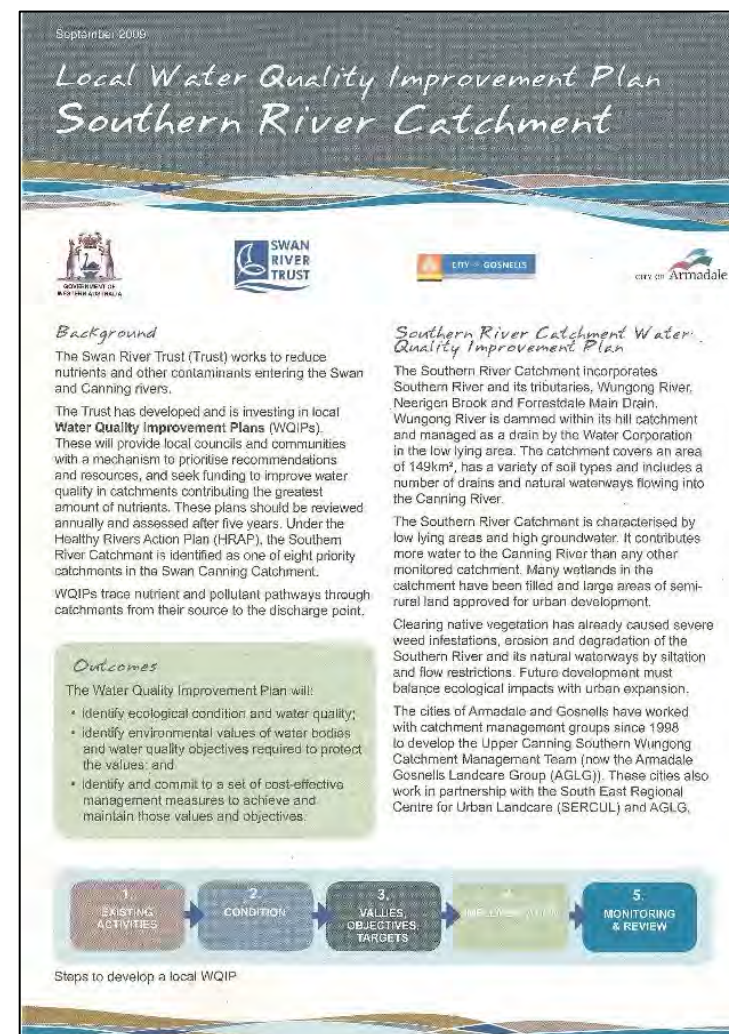 September 2009
Local Water Quality Improvement Plan
Southern River Catchment
GOVERNMENT OF
WESTERN AUSTRALIA
SWAN
RIVER
TRUST
CITY OF GOSNELLS
CITY OF Armadale
Background
The Swan River Trust (Trust) works to reduce
nutrients and other contaminants entering the Swan
and Canning rivers.
The Trust has developed and is investing in local
Water Quality Improvement Plans (WQIPs).
These will provide local councils and communities
with a mechanism to prioritise recommendations
and resources, and seek funding to improve water
quality in catchments contributing the greatest
amount of nutrients. These plans should be reviewed
annually and assessed after five years. Under the
Healthy Rivers Action Plan (HRAP), the Southern
River Catchment is identified as one of eight priority
catchments in the Swan Canning Catchment.
WQIPs trace nutrient and pollutant pathways through
catchments from their source to the discharge point.
Outcomes
The Water Quality Improvement Plan will:
• Identify ecological condition and water quality;
• Identify environmental values of water bodies
and water quality objectives required to protect
the values; and
• Identify and commit to a set of cost-effective
management measures to achieve and
maintain those values and objectives.
Southern River Catchment Water
Quality Improvement Plan
The Southern River Catchment incorporates
Southern River and its tributaries, Wungong River,
Neerigen Brook and Forrestdale Main Drain.
Wungong River is dammed within its hill catchment
and managed as a drain by the Water Corporation
in the low lying area. The catchment covers an area
of 149km², has a variety of soil types and includes a
number of drains and natural waterways flowing into
the Canning River.
The Southern River Catchment is characterised by
low lying areas and high groundwater. It contributes
more water to the Canning River than any other
monitored catchment. Many wetlands in the
catchment have been filled and large areas of semi-
rural land approved for urban development.
Clearing native vegetation has already caused severe
weed infestations, erosion and degradation of the
Southern River and its natural waterways by siltation
and flow restrictions. Future development must
balance ecological impacts with urban expansion.
The cities of Armadale and Gosnells have worked
with catchment management groups since 1998
to develop the Upper Canning Southern Wungong
Catchment Management Team (now the Armadale
Gosnells Landcare Group (AGLG)). These cities also
work in partnership with the South East Regional
Centre for Urban Landcare (SERCUL) and AGLG.
1.
EXISTING
ACTIVITIES
2.
CONDITION
3.
VALUES,
OBJECTIVES,
TARGETS
4.
IMPLEMENTATION
5.
MONITORING
& REVIEW
Steps to develop a local WQIP